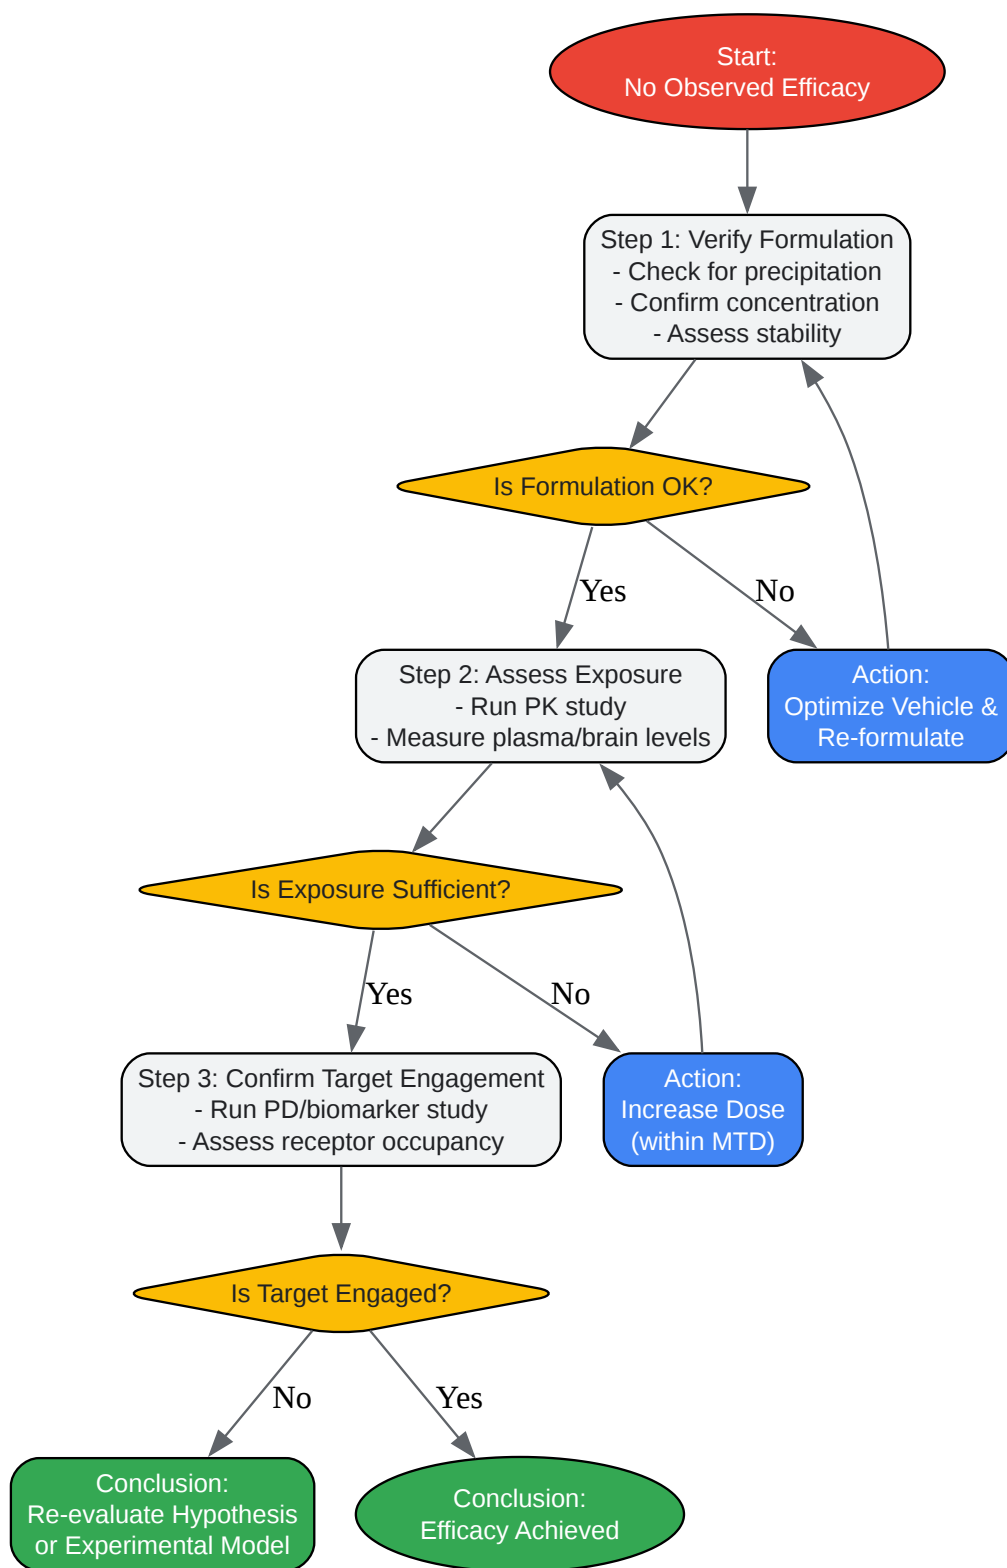 Start:
No Observed Efficacy
Step 1: Verify Formulation
- Check for precipitation
- Confirm concentration
- Assess stability
Is Formulation OK?
Yes
No
Step 2: Assess Exposure
- Run PK study
- Measure plasma/brain levels
Action:
Optimize Vehicle &
Re-formulate
Is Exposure Sufficient?
Yes
No
Step 3: Confirm Target Engagement
- Run PD/biomarker study
- Assess receptor occupancy
Action:
Increase Dose
(within MTD)
Is Target Engaged?
No
Yes
Conclusion:
Re-evaluate Hypothesis
or Experimental Model
Conclusion:
Efficacy Achieved